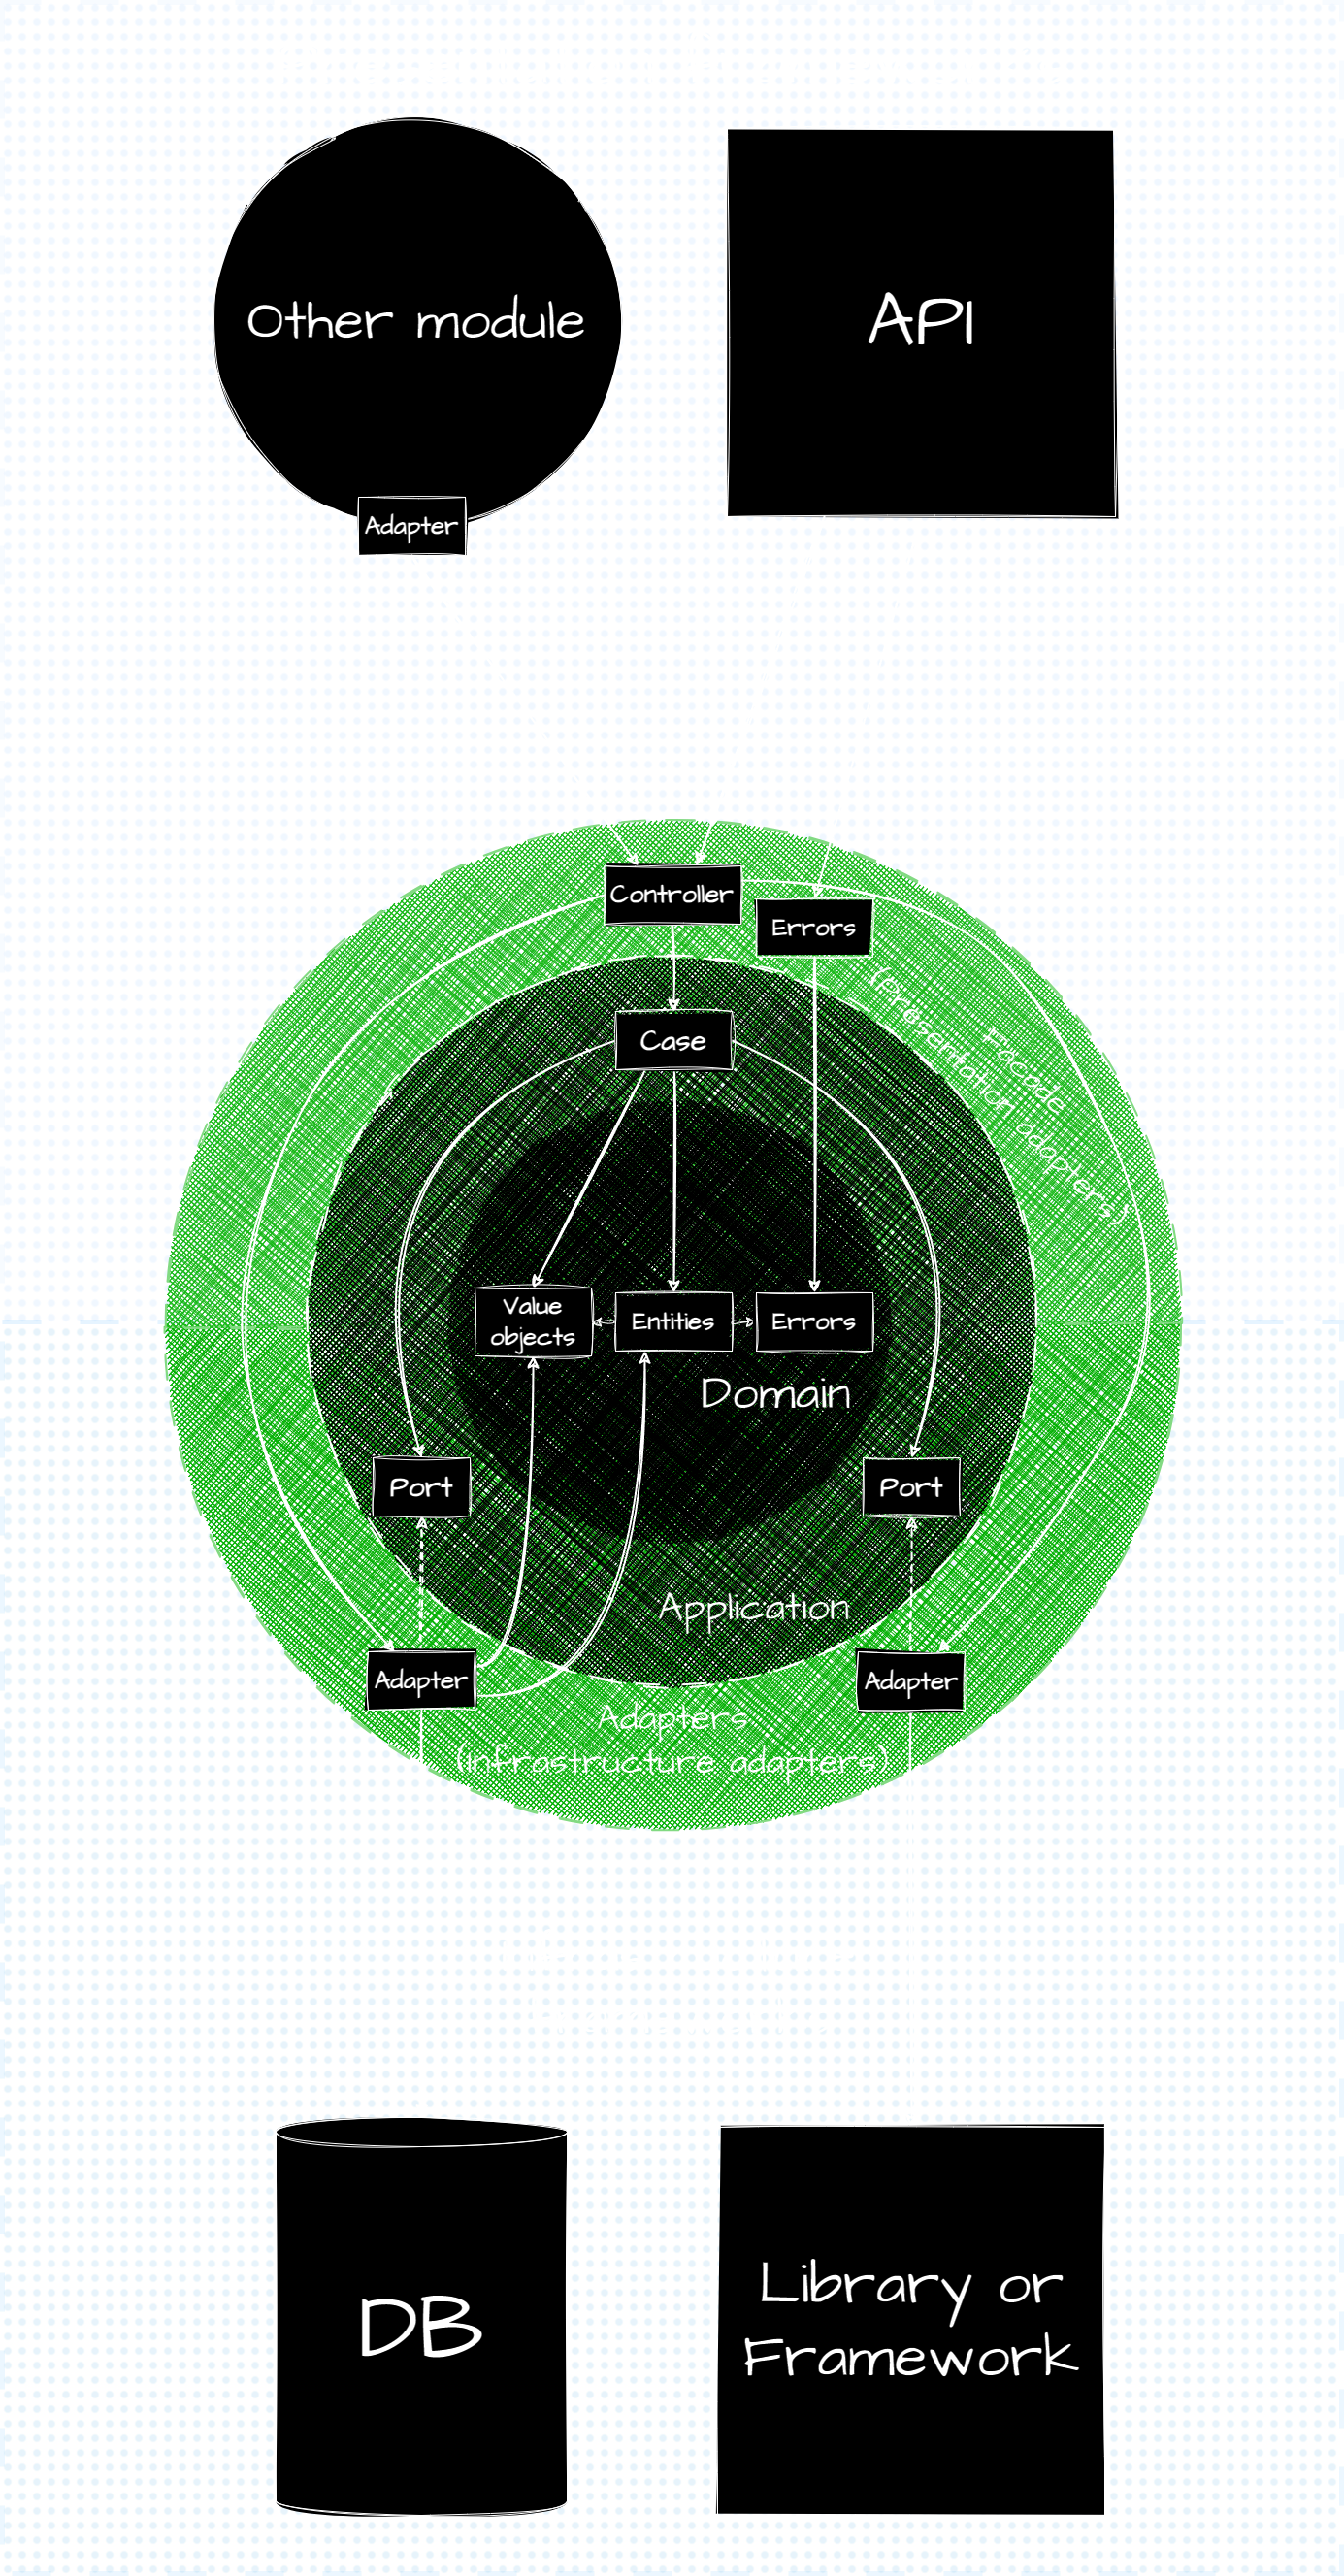 Other module
API
Adapter
Controller
Errors
Facade
(Presentation adapters)
Case
Value
objects
Entities
Errors
Domain
Port
Port
Application
Adapter
Adapter
Adapters
(infrastructure adapters)
DB
Library or
Framework